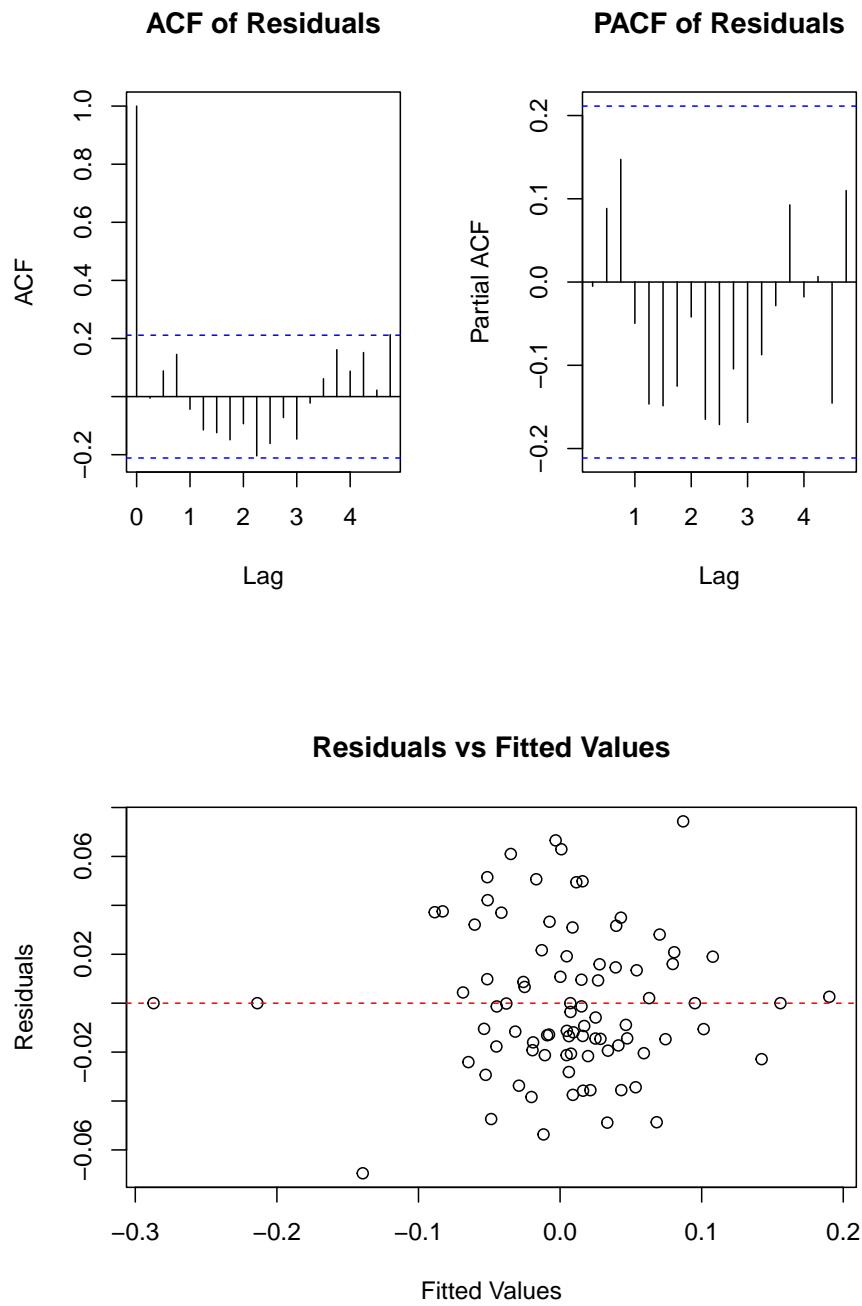 ACF of Residuals
PACF of Residuals
ACF
1.0
0.8
0.6
0.4
0.2
−0.2
0 1 2 3 4
Lag
Partial ACF
0.2
0.1
0.0
−0.1
−0.2
1 2 3 4
Lag
Residuals vs Fitted Values
Residuals
0.06
0.02
−0.02
−0.06
−0.3 −0.2 −0.1 0.0 0.1 0.2
Fitted Values